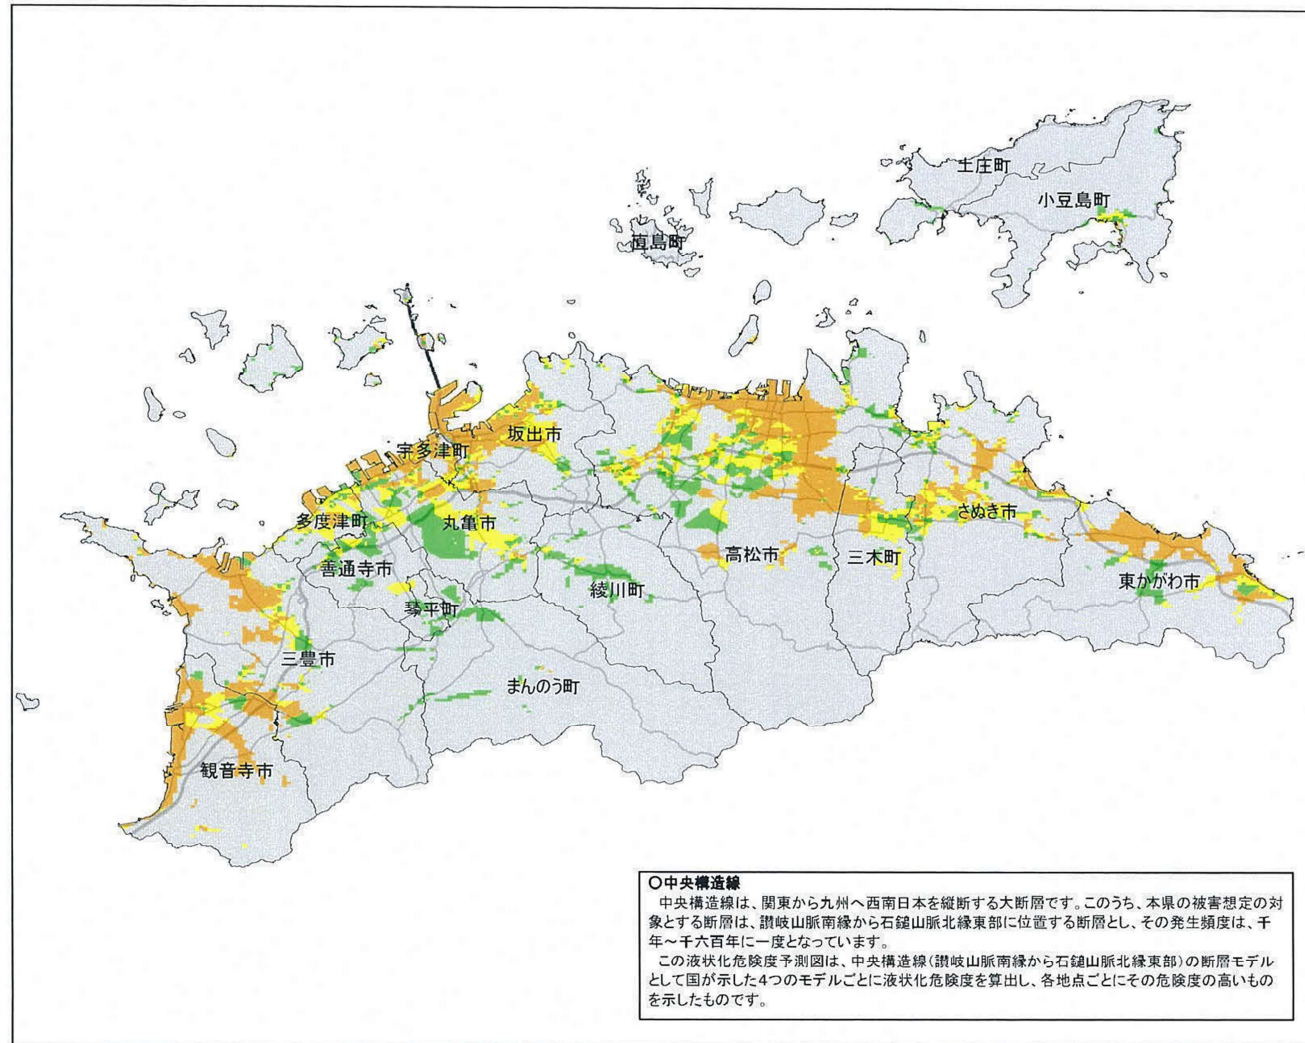 土庄町
小豆島町
直島町
坂出市
宇多津町
多度津町
丸亀市
さぬき市
高松市
三木町
善通寺市
綾川町
東かがわ市
琴平町
三豊市
まんのう町
観音寺市
〇中央構造線
中央構造線は、関東から九州へ西南日本を縦断する大断層です。このうち、本県の被害想定の対
象とする断層は、讃岐山脈南縁から石鎚山脈北縁東部に位置する断層とし、その発生頻度は、千
年～千六百年に一度となっています。
この液状化危険度予測図は、中央構造線（讃岐山脈南縁から石鎚山脈北縁東部）の断層モデル
として国が示した4つのモデルごとに液状化危険度を算出し、各地点ごとにその危険度の高いもの
を示したものです。